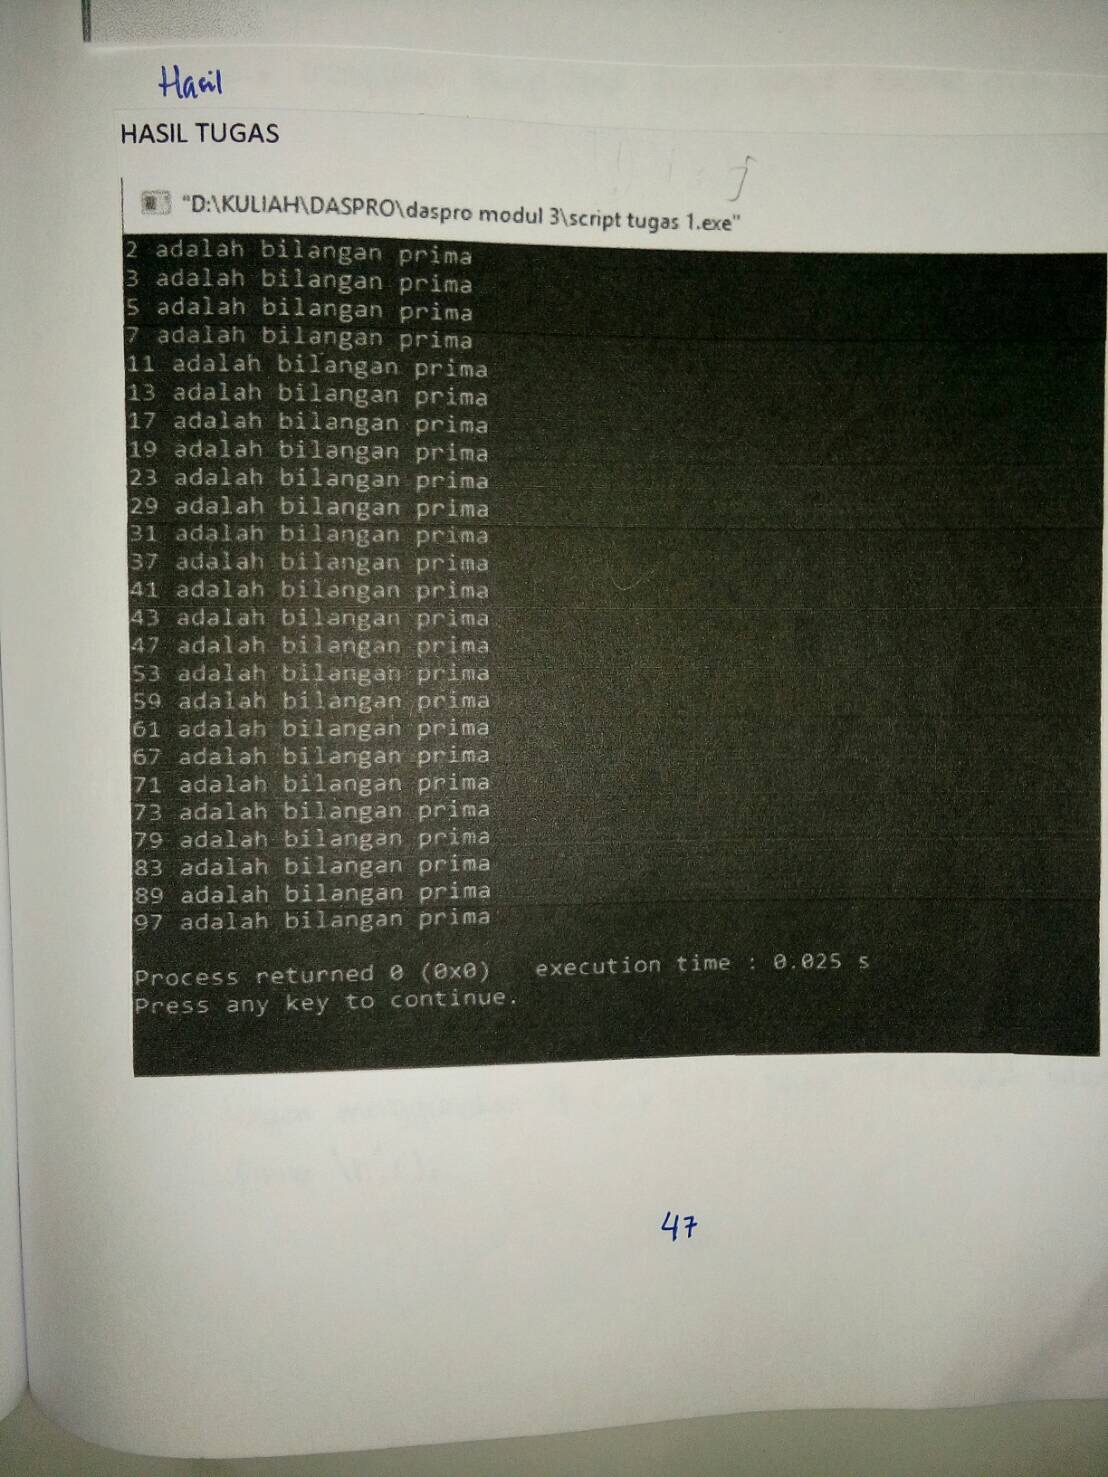 Hasil
HASIL TUGAS
"D:\KULIAH\DASPRO\daspro modul 3\script tugas 1.exe"
2 adalah bilangan prima
3 adalah bilangan prima
5 adalah bilangan prima
7 adalah bilangan prima
11 adalah bilangan prima
13 adalah bilangan prima
17 adalah bilangan prima
19 adalah bilangan prima
23 adalah bilangan prima
29 adalah bilangan prima
31 adalah bilangan prima
37 adalah bilangan prima
41 adalah bilangan prima
43 adalah bilangan prima
47 adalah bilangan prima
53 adalah bilangan prima
59 adalah bilangan prima
61 adalah bilangan prima
67 adalah bilangan prima
71 adalah bilangan prima
73 adalah bilangan prima
79 adalah bilangan prima
83 adalah bilangan prima
89 adalah bilangan prima
97 adalah bilangan prima
Process returned 0 (0x0)   execution time : 0.025 s
Press any key to continue.
47